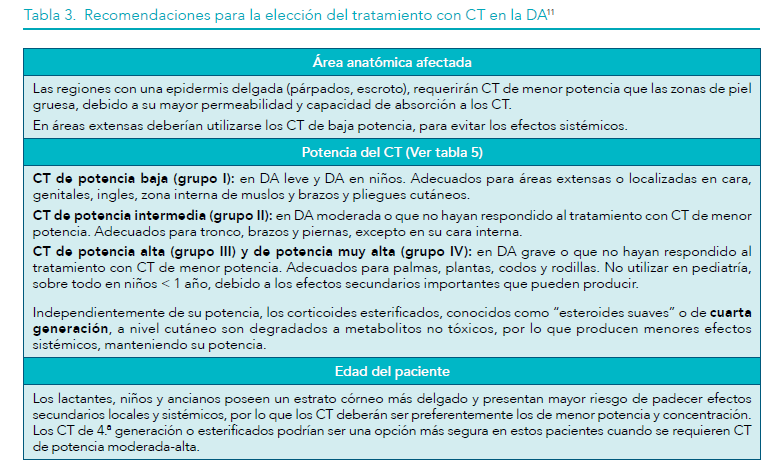 Tabla 3. Recomendaciones para la elección del tratamiento con CT en la DA¹¹
Área anatómica afectada
Las regiones con una epidermis delgada (párpados, escroto), requerirán CT de menor potencia que las zonas de piel
gruesa, debido a su mayor permeabilidad y capacidad de absorción a los CT.
En áreas extensas deberían utilizarse los CT de baja potencia, para evitar los efectos sistémicos.
Potencia del CT (Ver tabla 5)
CT de potencia baja (grupo I): en DA leve y DA en niños. Adecuados para áreas extensas o localizadas en cara,
genitales, ingles, zona interna de muslos y brazos y pliegues cutáneos.
CT de potencia intermedia (grupo II): en DA moderada o que no hayan respondido al tratamiento con CT de menor
potencia. Adecuados para tronco, brazos y piernas, excepto en su cara interna.
CT de potencia alta (grupo III) y de potencia muy alta (grupo IV): en DA grave o que no hayan respondido al
tratamiento con CT de menor potencia. Adecuados para palmas, plantas, codos y rodillas. No utilizar en pediatría,
sobre todo en niños < 1 año, debido a los efectos secundarios importantes que pueden producir.
Independientemente de su potencia, los corticoides esterificados, conocidos como “esteroides suaves” o de cuarta
generación, a nivel cutáneo son degradados a metabolitos no tóxicos, por lo que producen menores efectos
sistémicos, manteniendo su potencia.
Edad del paciente
Los lactantes, niños y ancianos poseen un estrato córneo más delgado y presentan mayor riesgo de padecer efectos
secundarios locales y sistémicos, por lo que los CT deberán ser preferentemente los de menor potencia y concentración.
Los CT de 4.ª generación o esterificados podrían ser una opción más segura en estos pacientes cuando se requieren CT
de potencia moderada-alta.